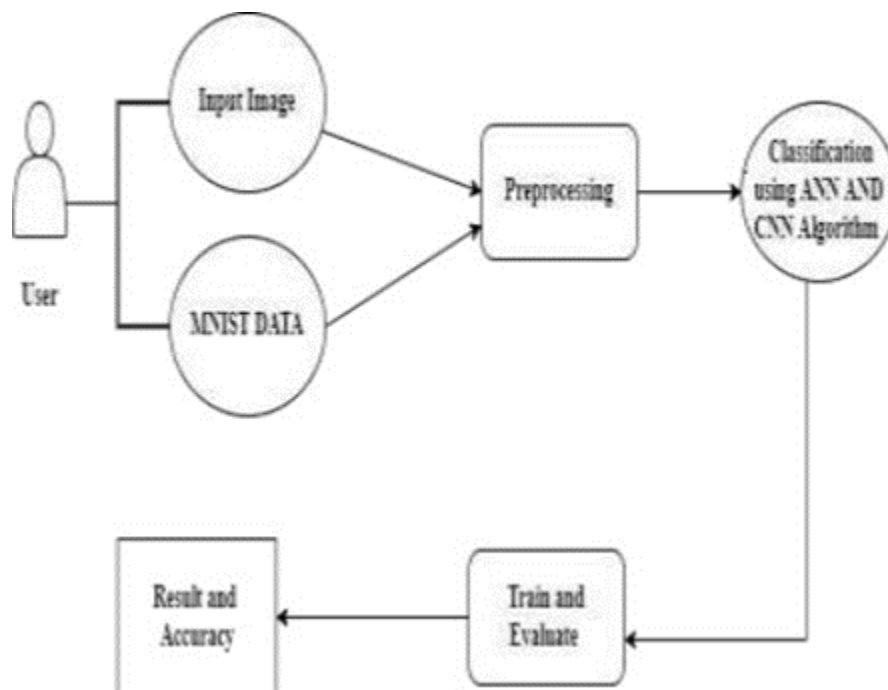 Input Image
User
MNIST DATA
Preprocessing
Classification
using ANN AND
CNN Algorithm
Train and
Evaluate
Result and
Accuracy